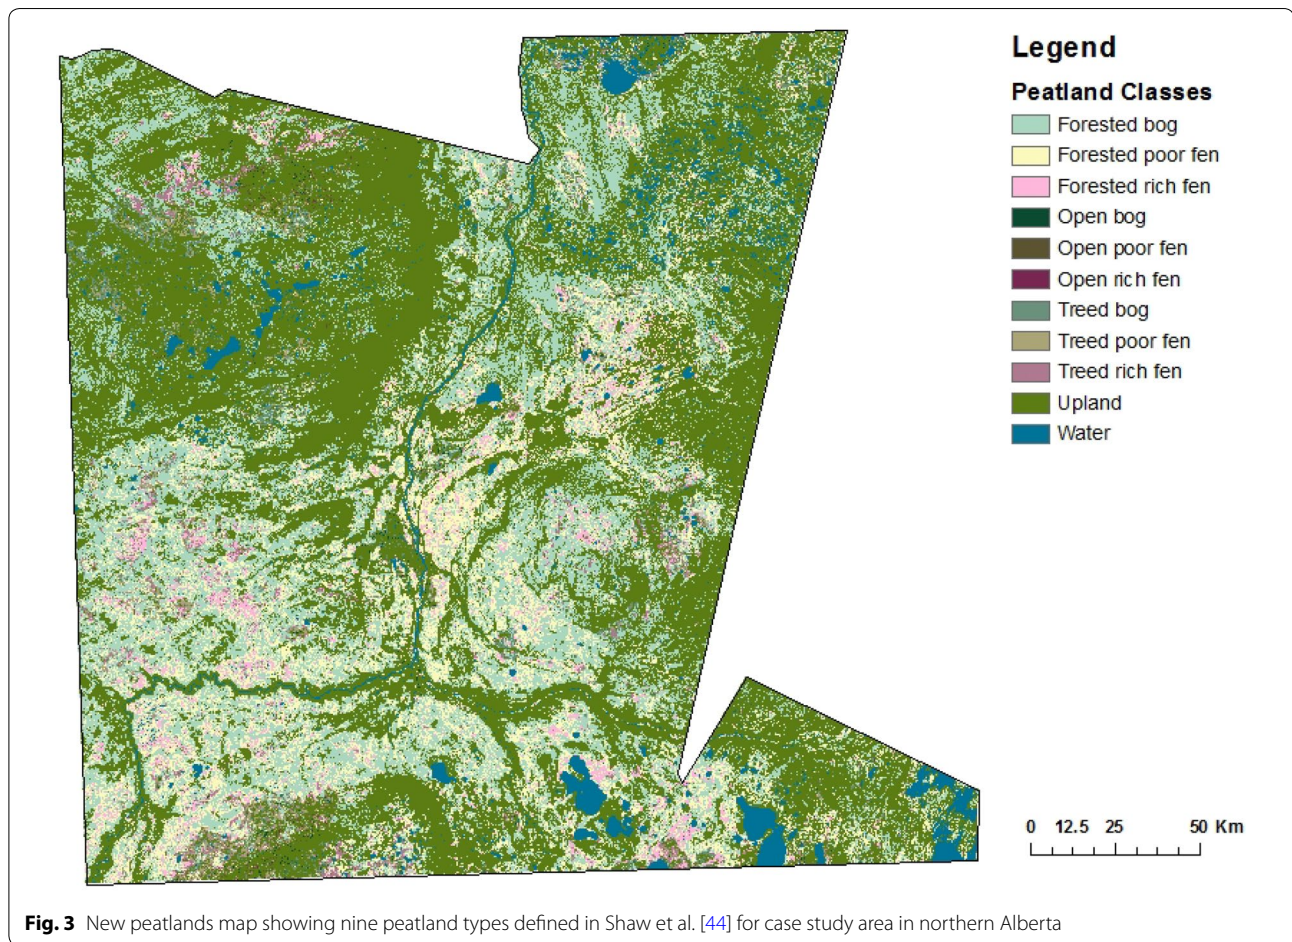 Legend
Peatland Classes
Forested bog
Forested poor fen
Forested rich fen
Open bog
Open poor fen
Open rich fen
Treed bog
Treed poor fen
Treed rich fen
Upland
Water
0 12.5 25 50 Km
Fig. 3 New peatlands map showing nine peatland types defined in Shaw et al. [44] for case study area in northern Alberta